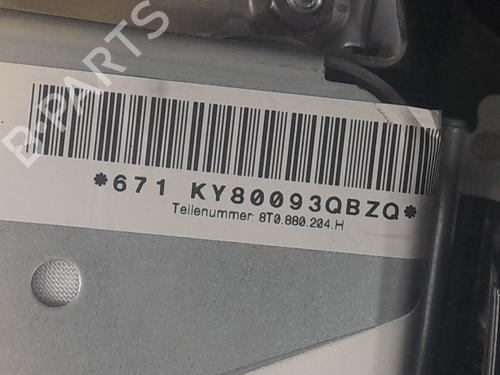 B-PARTS
*671 KY80093QBZQ*
Teilenummer: 8T0.880.204.H